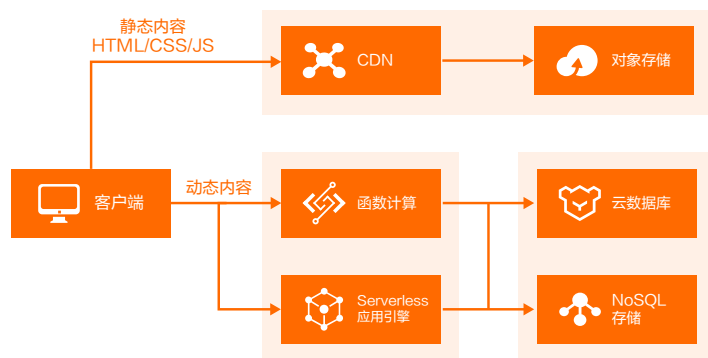 静态内容
HTML/CSS/JS
CDN
对象存储
客户端
动态内容
函数计算
云数据库
Serverless
应用引擎
NoSQL
存储